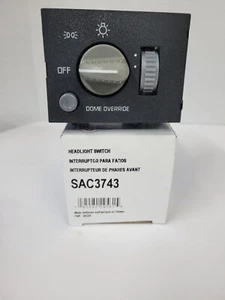 OFF
DOME OVERRIDE
HEADLIGHT SWITCH
INTERRUPTOR PARA FAROS
INTERRUPTEUR DE PHARES AVANT
SAC3743